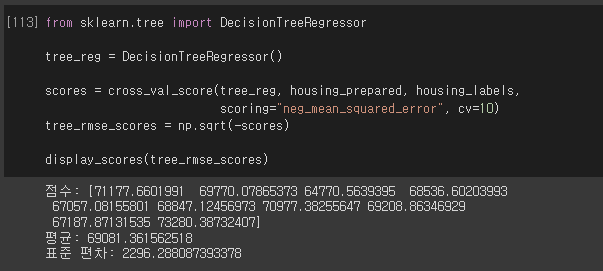 [113] from sklearn.tree import DecisionTreeRegressor
tree_reg = DecisionTreeRegressor()
scores = cross_val_score(tree_reg, housing_prepared, housing_labels,
scoring="neg_mean_squared_error", cv=10)
tree_rmse_scores = np.sqrt(-scores)
display_scores(tree_rmse_scores)
점수: [71177.6601991 69770.07865373 64770.5639395 68536.60203993
67057.08155801 68847.12456973 70977.38255647 69208.86346929
67187.87131535 73280.38732407]
평균: 69081.361562518
표준 편차: 2296.288087393378